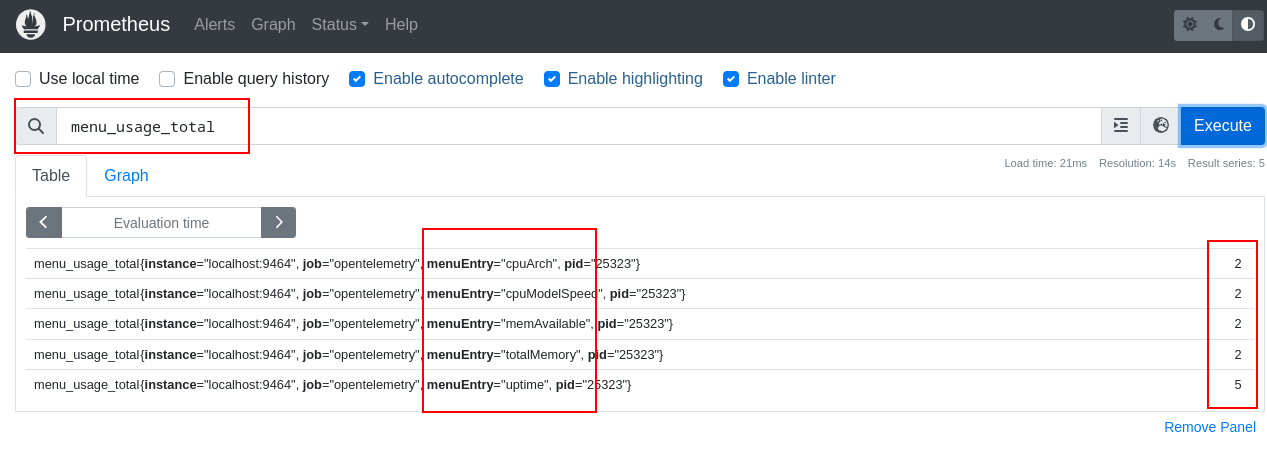 Prometheus Alerts Graph Status Help
Use local time Enable query history Enable autocomplete Enable highlighting Enable linter
menu_usage_total Execute
Load time: 21ms Resolution: 14s Result series: 5
Table Graph
Evaluation time
menu_usage_total{instance="localhost:9464", job="opentelemetry", menuEntry="cpuArch", pid="25323"} 2
menu_usage_total{instance="localhost:9464", job="opentelemetry", menuEntry="cpuModelSpeed", pid="25323"} 2
menu_usage_total{instance="localhost:9464", job="opentelemetry", menuEntry="memAvailable", pid="25323"} 2
menu_usage_total{instance="localhost:9464", job="opentelemetry", menuEntry="totalMemory", pid="25323"} 2
menu_usage_total{instance="localhost:9464", job="opentelemetry", menuEntry="uptime", pid="25323"} 5
Remove Panel